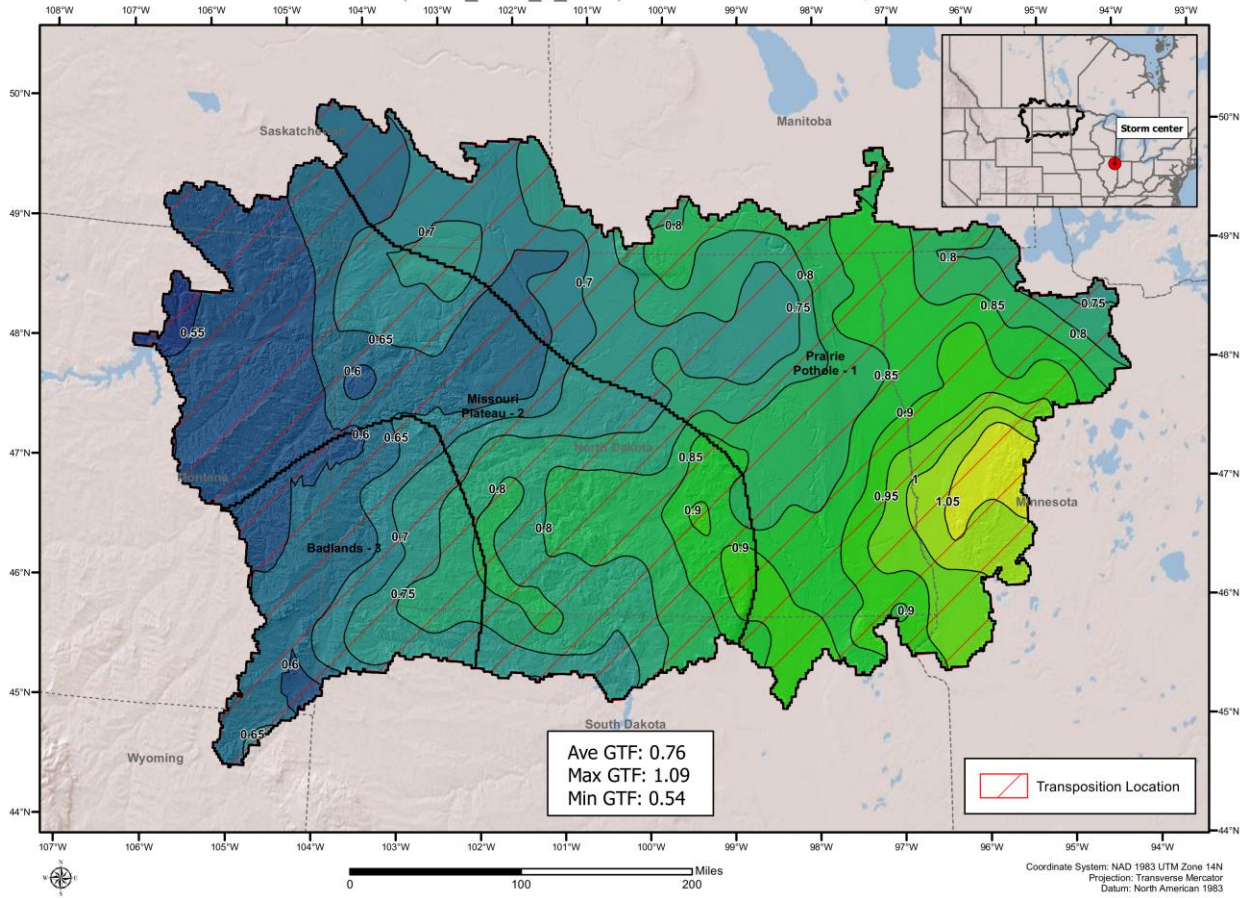 108°W 107°W 106°W 105°W 104°W 103°W 102°W 101°W 100°W 99°W 98°W 97°W 96°W 95°W 94°W 93°W
50°N
50°N
Saskatchewan
Manitoba
Storm center
49°N
49°N
0.8
0.7
0.8
0.7
0.8
0.85
0.75
0.75
0.55
48°N
0.65
0.8
48°N
Prairie
Pothole - 1
0.6
0.85
Missouri
Plateau - 2
0.9
0.6
0.65
47°N
North Dakota
0.85
47°N
Montana
0.8
1
0.95
1.05
Minnesota
0.9
0.8
0.7
Badlands - 3
0.9
46°N
46°N
0.75
0.9
0.6
45°N
45°N
South Dakota
0.65
Wyoming
Ave GTF: 0.76
Max GTF: 1.09
Min GTF: 0.54
Transposition Location
44°N
44°N
107°W 106°W 105°W 104°W 103°W 102°W 101°W 100°W 99°W 98°W 97°W 96°W 95°W 94°W
N
W E
S
Miles
0 100 200
Coordinate System: NAD 1983 UTM Zone 14N
Projection: Transverse Mercator
Datum: North American 1983